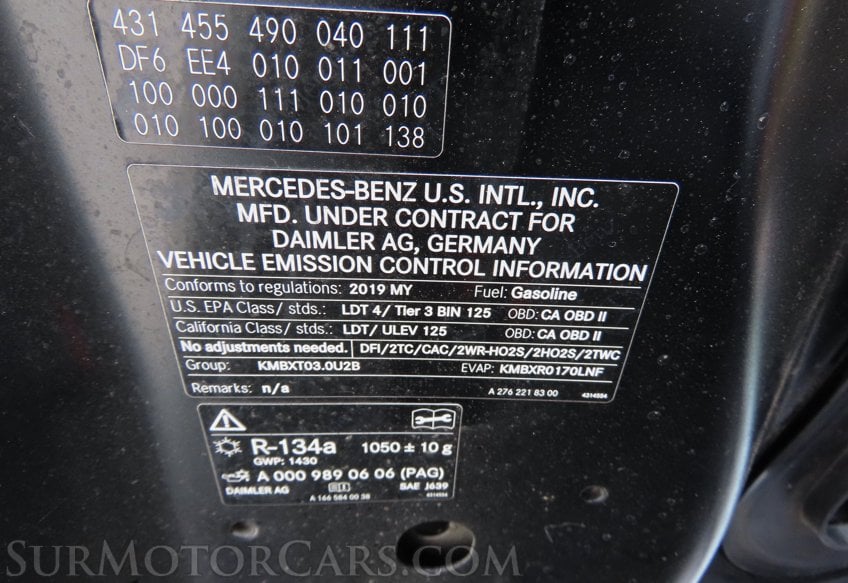 431 455 490 040 111
DF6 EE4 010 011 001
100 000 111 010 010
010 100 010 101 138
MERCEDES-BENZ U.S. INTL., INC.
MFD. UNDER CONTRACT FOR
DAIMLER AG, GERMANY
VEHICLE EMISSION CONTROL INFORMATION
Conforms to regulations: 2019 MY Fuel: Gasoline
U.S. EPA Class/ stds.: LDT 4/ Tier 3 BIN 125 OBD: CA OBD II
California Class/ stds.: LDT/ ULEV 125 OBD: CA OBD II
No adjustments needed. DFI/2TC/CAC/2WR-HO2S/2HO2S/2TWC
Group: KMBXT03.0U2B EVAP: KMBXR0170LNF
Remarks: n/a A 276 221 83 00 4314554
R-134a 1050 ± 10 g
GWP: 1430
A 000 989 06 06 (PAG)
DAIMLER AG A 166 584 00 38 SAE J639 4314554
SURMOTORCARS.COM